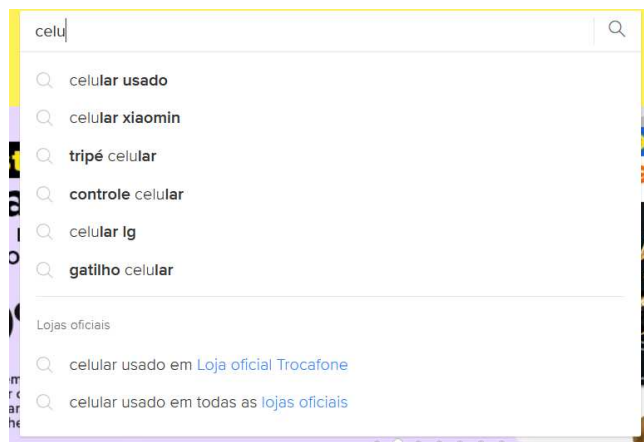 celu
celular usado
celular xiaomin
tripé celular
controle celular
celular lg
gatilho celular
Lojas oficiais
celular usado em Loja oficial Trocafone
celular usado em todas as lojas oficiais